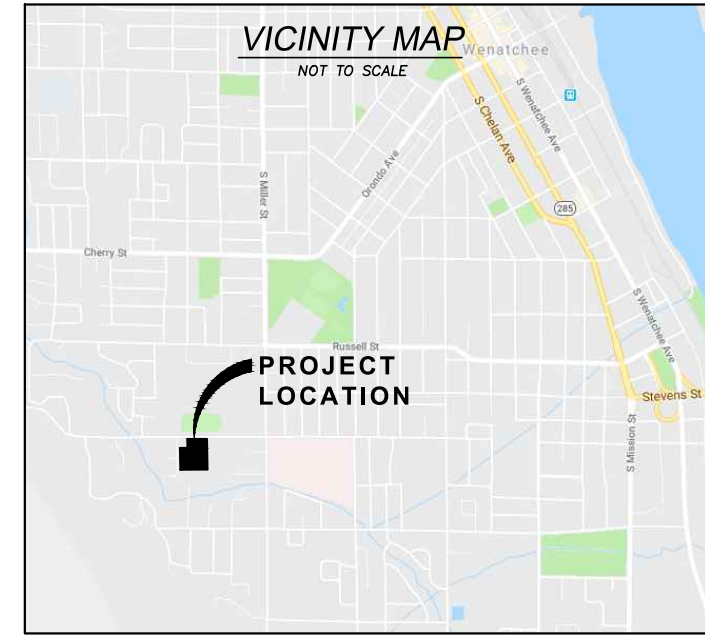 VICINITY MAP
NOT TO SCALE
Wenatchee
S Wenatchee Ave
S Chelan Ave
Orondo Ave
S Miller St
285
Cherry St
S Wenatchee Ave
Russell St
PROJECT
LOCATION
Stevens St
S Mission St